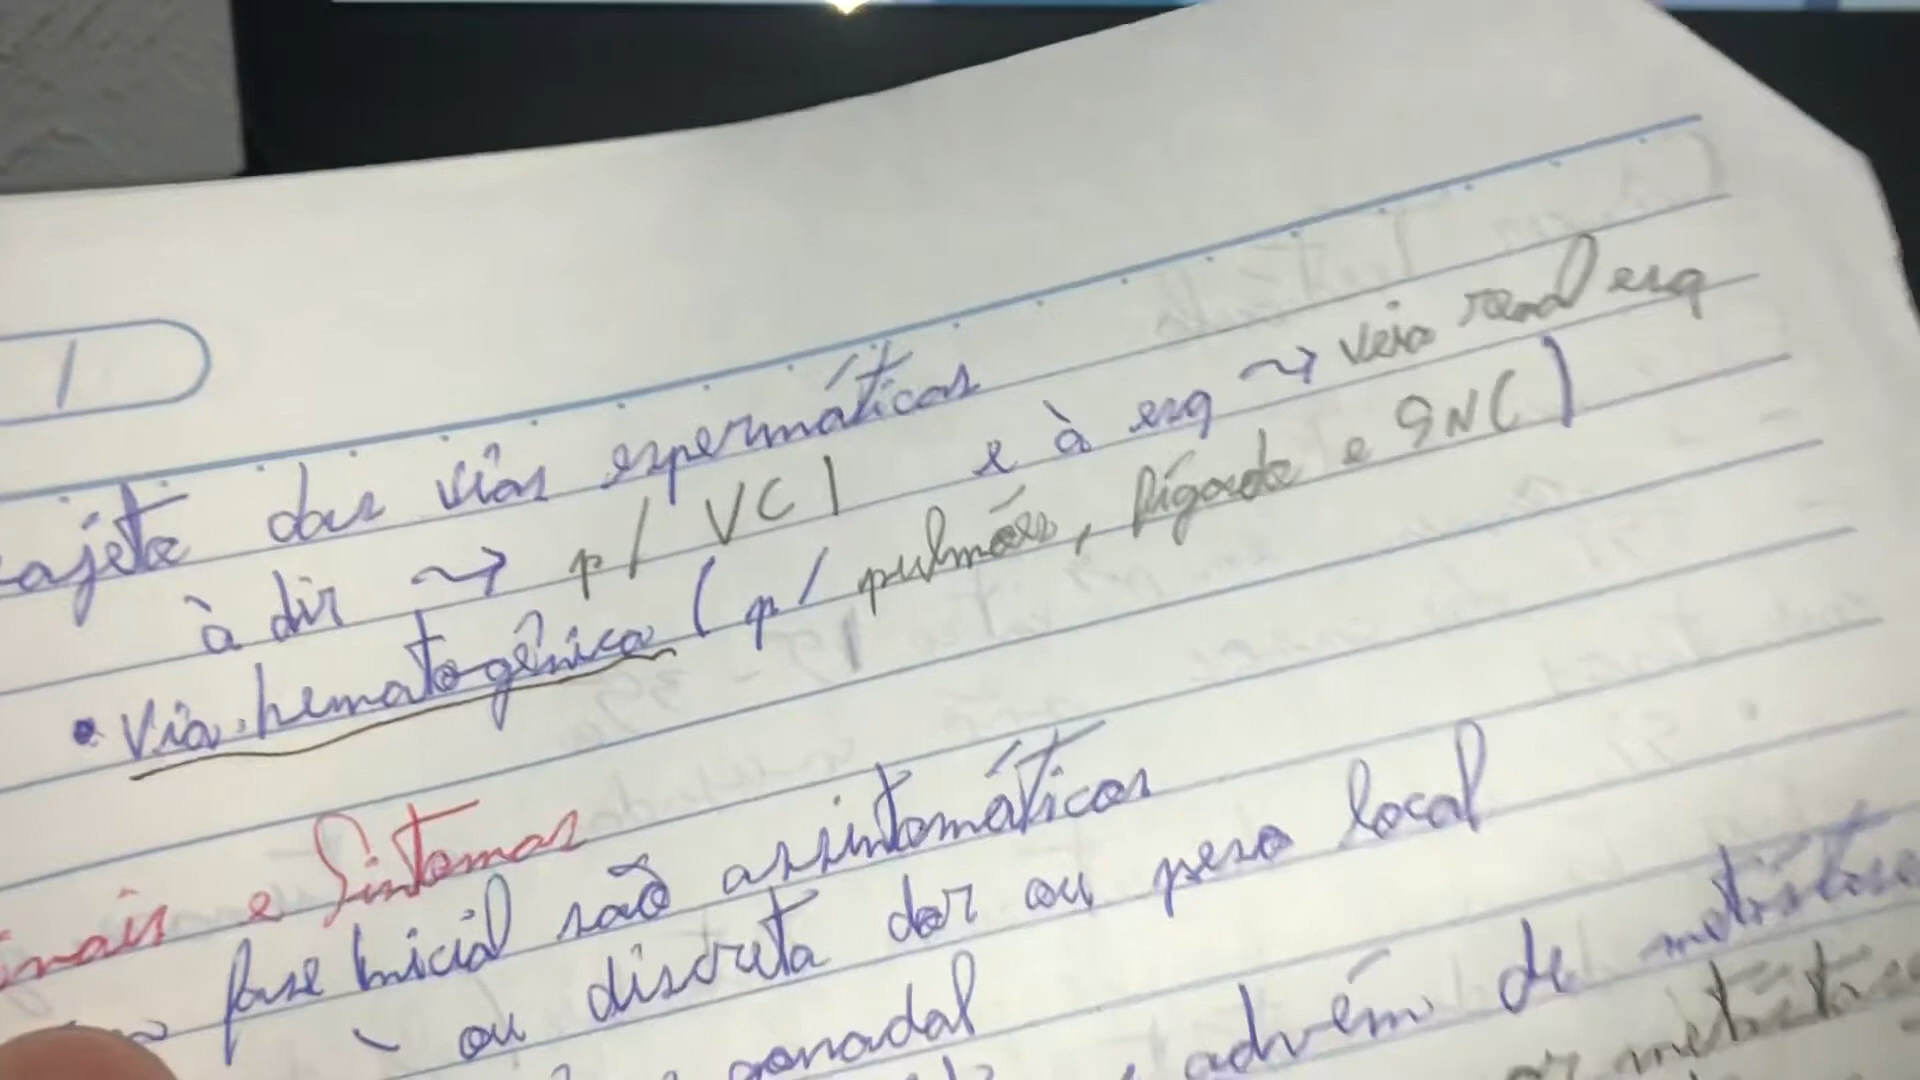 1
trajeto das vias espermáticas
à dir → p/ VCI e à esq → veia renal esq
• Via hematogênica (p/ pulmões, fígado e SNC)
Sinais e Sintomas
fase inicial são assintomáticos
ou discreta dor ou peso local
gonadal
advém de